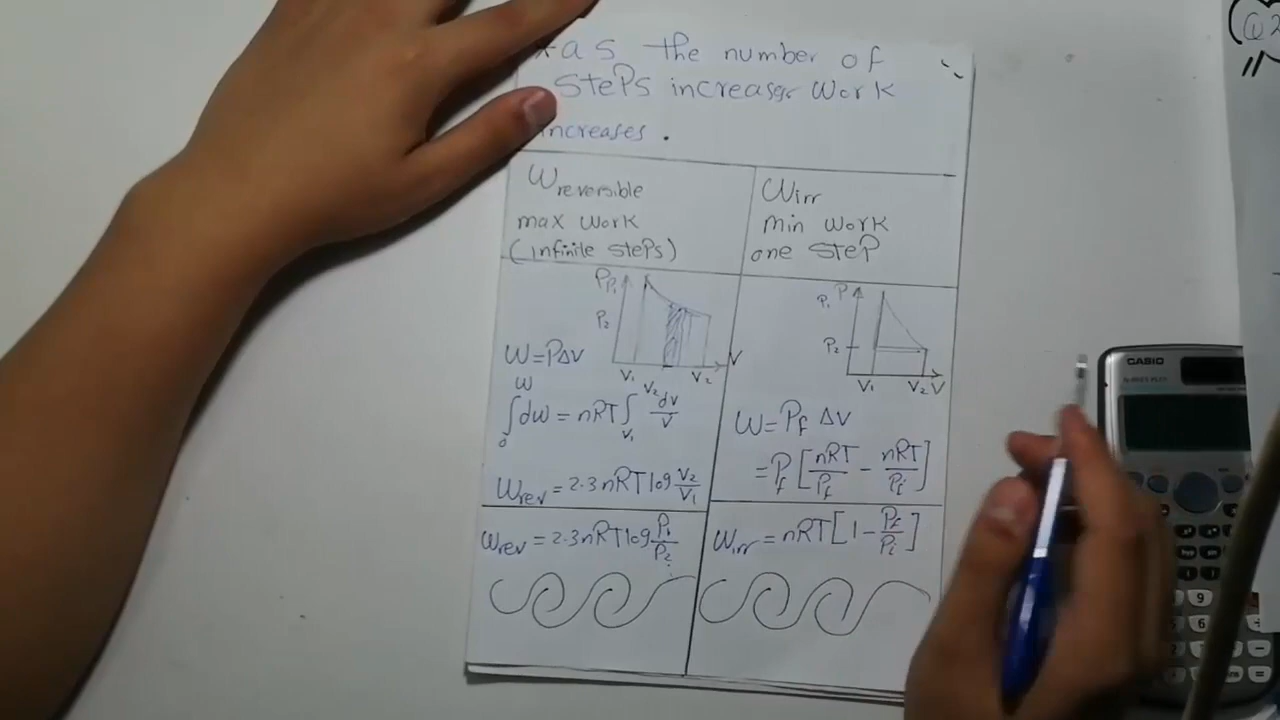 *as the number of
steps increases work
increases.
Wreversible
max work
(infinite steps)
Wirr
min work
one step
P
P1
P2
V1
V2
V
W=PΔV
∫₀ᵂ dw = nRT ∫V1^V2 dv/V
Wrev = 2.3nRT log V2/V1
Wrev = 2.3nRT log P1/P2
P
P1
P2
V1
V2 V
W=Pf ΔV
=Pf [nRT/Pf - nRT/Pi]
Wirr = nRT[1 - Pf/Pi]
CASIO